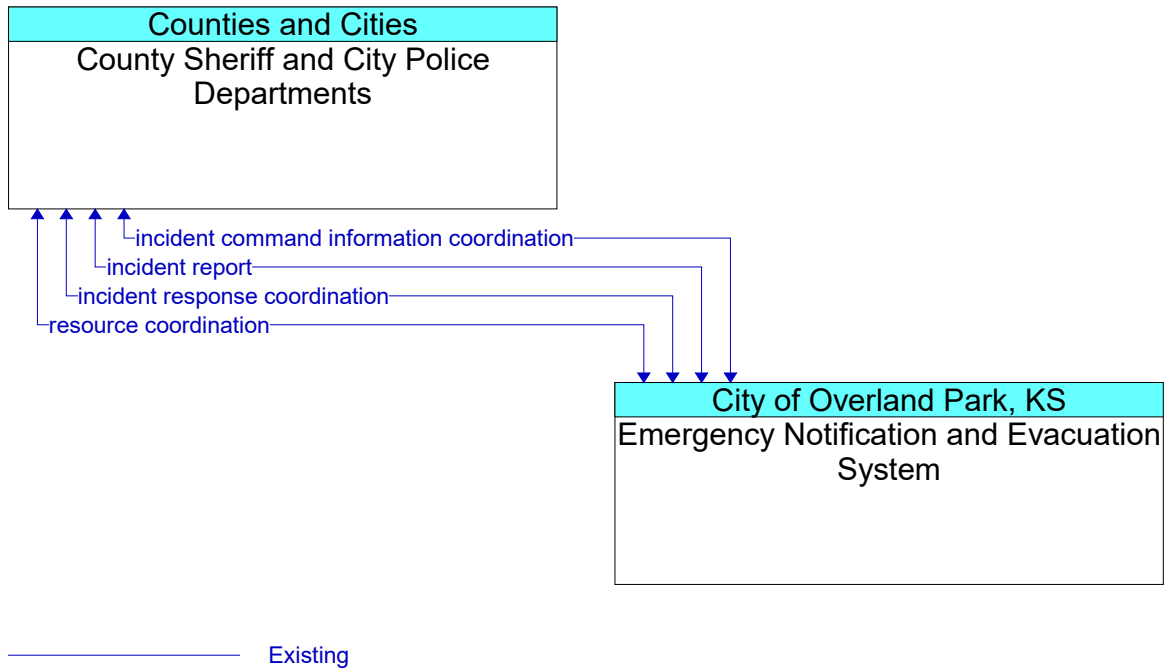 Counties and Cities
County Sheriff and City Police
Departments
incident command information coordination
incident report
incident response coordination
resource coordination
City of Overland Park, KS
Emergency Notification and Evacuation
System
Existing